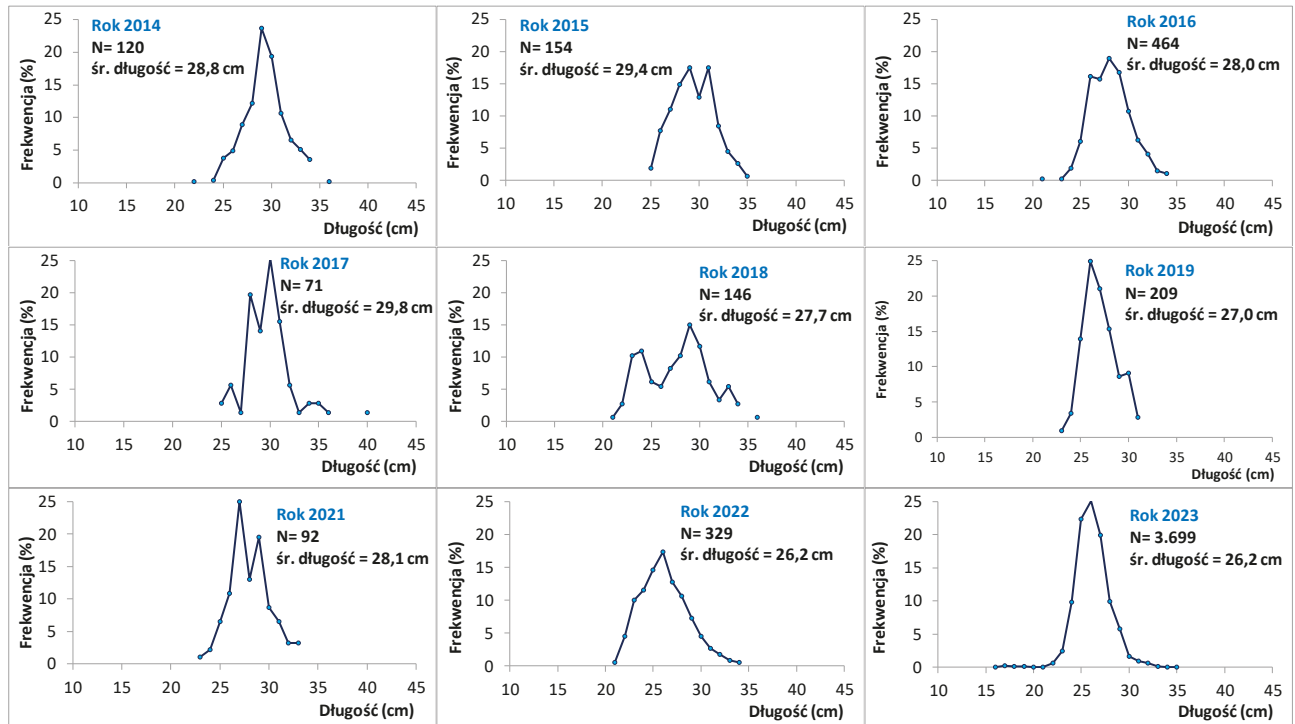 Rok 2014
N= 120
śr. długość = 28,8 cm
Frekwencja (%)
25
20
15
10
5
0
10 15 20 25 30 35 40 45
Długość (cm)
Rok 2015
N= 154
śr. długość = 29,4 cm
Frekwencja (%)
25
20
15
10
5
0
10 15 20 25 30 35 40 45
Długość (cm)
Rok 2016
N= 464
śr. długość = 28,0 cm
Frekwencja (%)
25
20
15
10
5
0
10 15 20 25 30 35 40 45
Długość (cm)
Rok 2017
N= 71
śr. długość = 29,8 cm
Frekwencja (%)
25
20
15
10
5
0
10 15 20 25 30 35 40 45
Długość (cm)
Rok 2018
N= 146
śr. długość = 27,7 cm
Frekwencja (%)
25
20
15
10
5
0
10 15 20 25 30 35 40 45
Długość (cm)
Rok 2019
N= 209
śr. długość = 27,0 cm
Frekwencja (%)
25
20
15
10
5
0
10 15 20 25 30 35 40 45
Długość (cm)
Rok 2021
N= 92
śr. długość = 28,1 cm
Frekwencja (%)
25
20
15
10
5
0
10 15 20 25 30 35 40 45
Długość (cm)
Rok 2022
N= 329
śr. długość = 26,2 cm
Frekwencja (%)
25
20
15
10
5
0
10 15 20 25 30 35 40 45
Długość (cm)
Rok 2023
N= 3.699
śr. długość = 26,2 cm
Frekwencja (%)
25
20
15
10
5
0
10 15 20 25 30 35 40 45
Długość (cm)